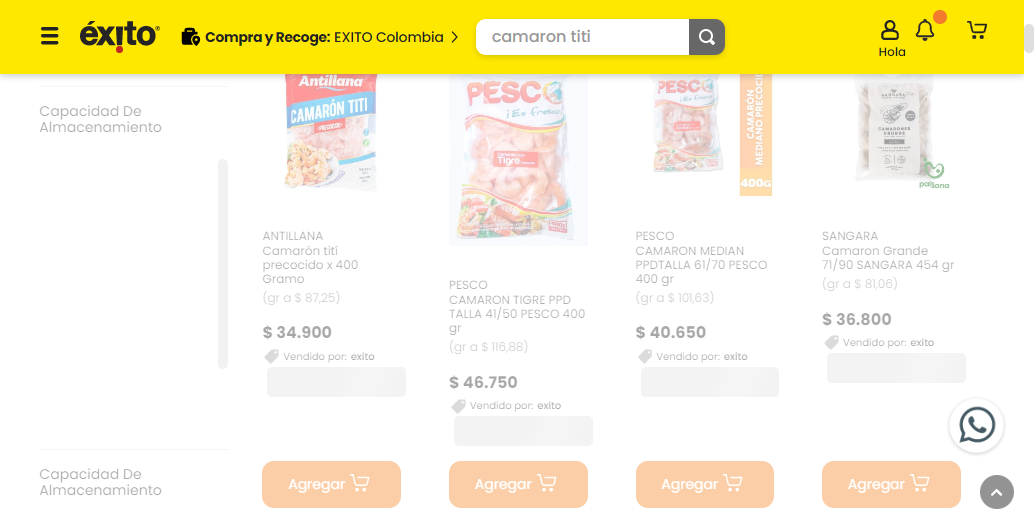 éxito
Compra y Recoge: EXITO Colombia
camaron titi
Hola
Capacidad De
Almacenamiento
Antillana
CAMARÓN TITI
PRECOCIDO
PESCO
¡Es fresco!
Tigre
PESCO
CAMARON
MEDIANO PRECOCIDO
400G
SANGARA
CAMARONES
CRUDOS
ANTILLANA
Camarón tití
precocido x 400
Gramo
(gr a $ 87,25)
$ 34.900
Vendido por: exito
PESCO
CAMARON TIGRE PPD
TALLA 41/50 PESCO 400
gr
(gr a $ 116,88)
$ 46.750
Vendido por: exito
PESCO
CAMARON MEDIAN
PPDTALLA 61/70 PESCO
400 gr
(gr a $ 101,63)
$ 40.650
Vendido por: exito
SANGARA
Camaron Grande
71/90 SANGARA 454 gr
(gr a $ 81,06)
$ 36.800
Vendido por: exito
Capacidad De
Almacenamiento
Agregar
Agregar
Agregar
Agregar